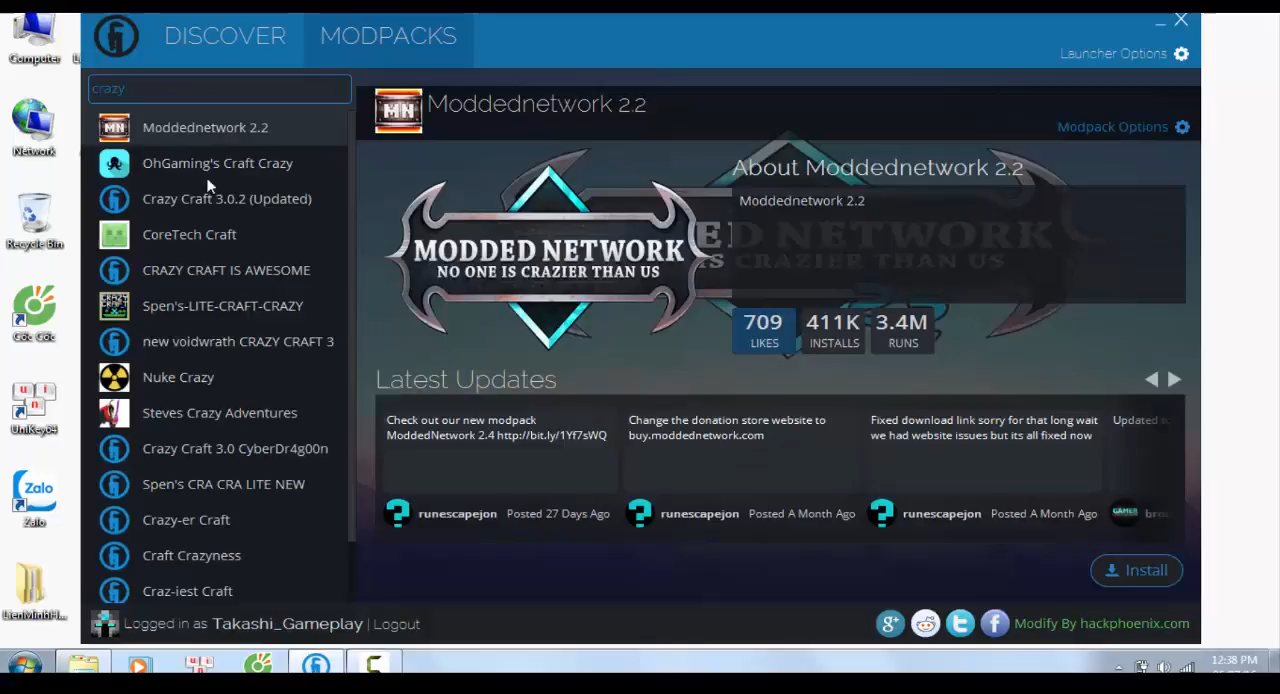 DISCOVER
MODPACKS
Launcher Options
crazy
Moddednetwork 2.2
OhGaming's Craft Crazy
Crazy Craft 3.0.2 (Updated)
CoreTech Craft
CRAZY CRAFT IS AWESOME
Spen's-LITE-CRAFT-CRAZY
new voidwrath CRAZY CRAFT 3
Nuke Crazy
Steves Crazy Adventures
Crazy Craft 3.0 CyberDr4g00n
Spen's CRA CRA LITE NEW
Crazy-er Craft
Craft Crazyness
Craz-iest Craft
Logged in as Takashi_Gameplay | Logout
MN
Moddednetwork 2.2
Modpack Options
MODDED NETWORK
NO ONE IS CRAZIER THAN US
About Moddednetwork 2.2
Moddednetwork 2.2
709
LIKES
411K
INSTALLS
3.4M
RUNS
Latest Updates
Check out our new modpack
ModdedNetwork 2.4 http://bit.ly/1Yf7sWQ
runescapejon Posted 27 Days Ago
Change the donation store website to
buy.moddednetwork.com
runescapejon Posted A Month Ago
Fixed download link sorry for that long wait
we had website issues but its all fixed now
runescapejon Posted A Month Ago
Install
Modify By hackphoenix.com
Computer
Network
Recycle Bin
Cốc Cốc
UniKey64
Zalo
Zalo
12:38 PM